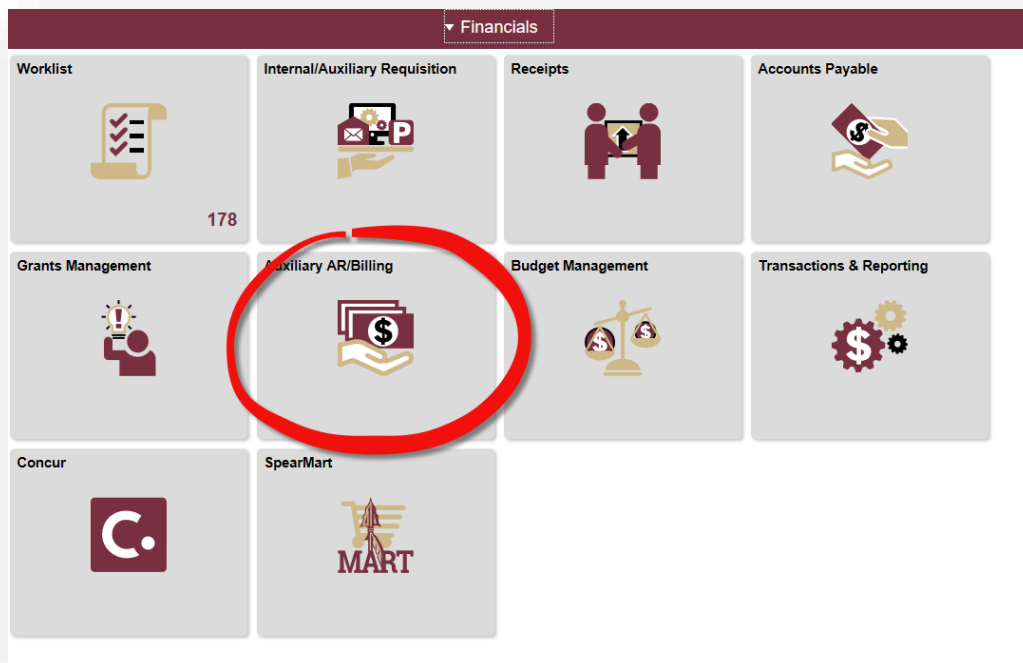 Financials
Worklist
Internal/Auxiliary Requisition
Receipts
Accounts Payable
P
$
178
Grants Management
Auxiliary AR/Billing
Budget Management
Transactions & Reporting
!
$
$
$
$
Concur
SpearMart
C.
MART